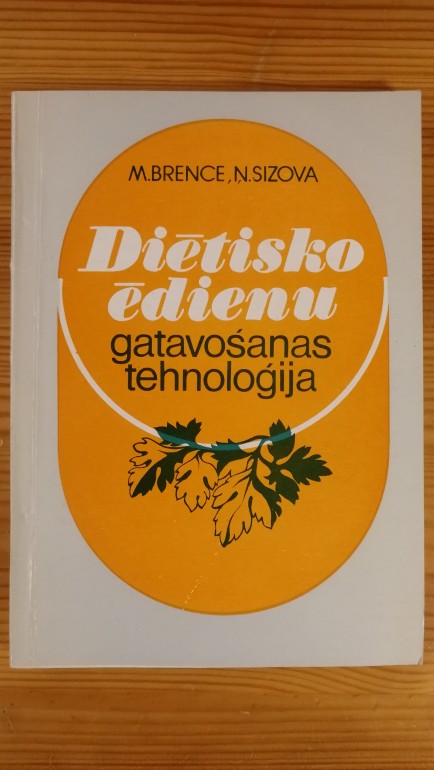 M.BRENCE, Ņ.SIZOVA
Diētisko
ēdienu
gatavošanas
tehnoloģija